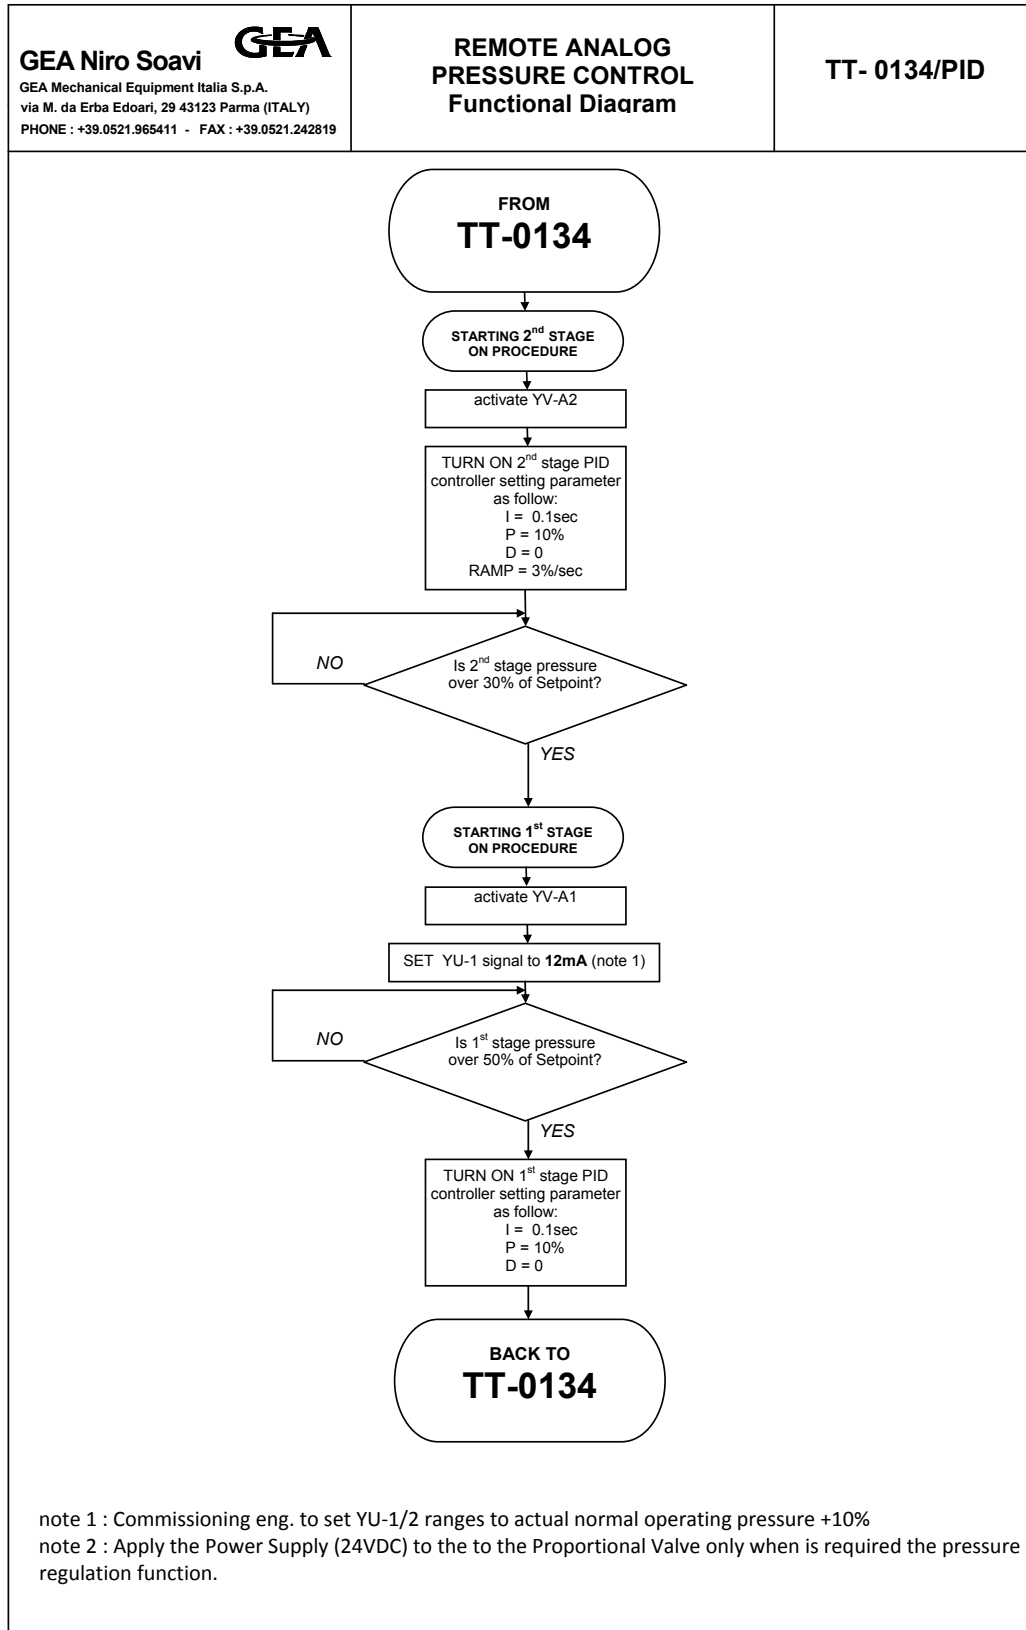 GEA Niro Soavi
GEA
GEA Mechanical Equipment Italia S.p.A.
via M. da Erba Edoari, 29 43123 Parma (ITALY)
PHONE : +39.0521.965411 - FAX : +39.0521.242819
REMOTE ANALOG
PRESSURE CONTROL
Functional Diagram
TT- 0134/PID
FROM
TT-0134
STARTING 2nd STAGE
ON PROCEDURE
activate YV-A2
TURN ON 2nd stage PID
controller setting parameter
as follow:
I = 0.1sec
P = 10%
D = 0
RAMP = 3%/sec
NO
Is 2nd stage pressure
over 30% of Setpoint?
YES
STARTING 1st STAGE
ON PROCEDURE
activate YV-A1
SET YU-1 signal to 12mA (note 1)
NO
Is 1st stage pressure
over 50% of Setpoint?
YES
TURN ON 1st stage PID
controller setting parameter
as follow:
I = 0.1sec
P = 10%
D = 0
BACK TO
TT-0134
note 1 : Commissioning eng. to set YU-1/2 ranges to actual normal operating pressure +10%
note 2 : Apply the Power Supply (24VDC) to the to the Proportional Valve only when is required the pressure
regulation function.